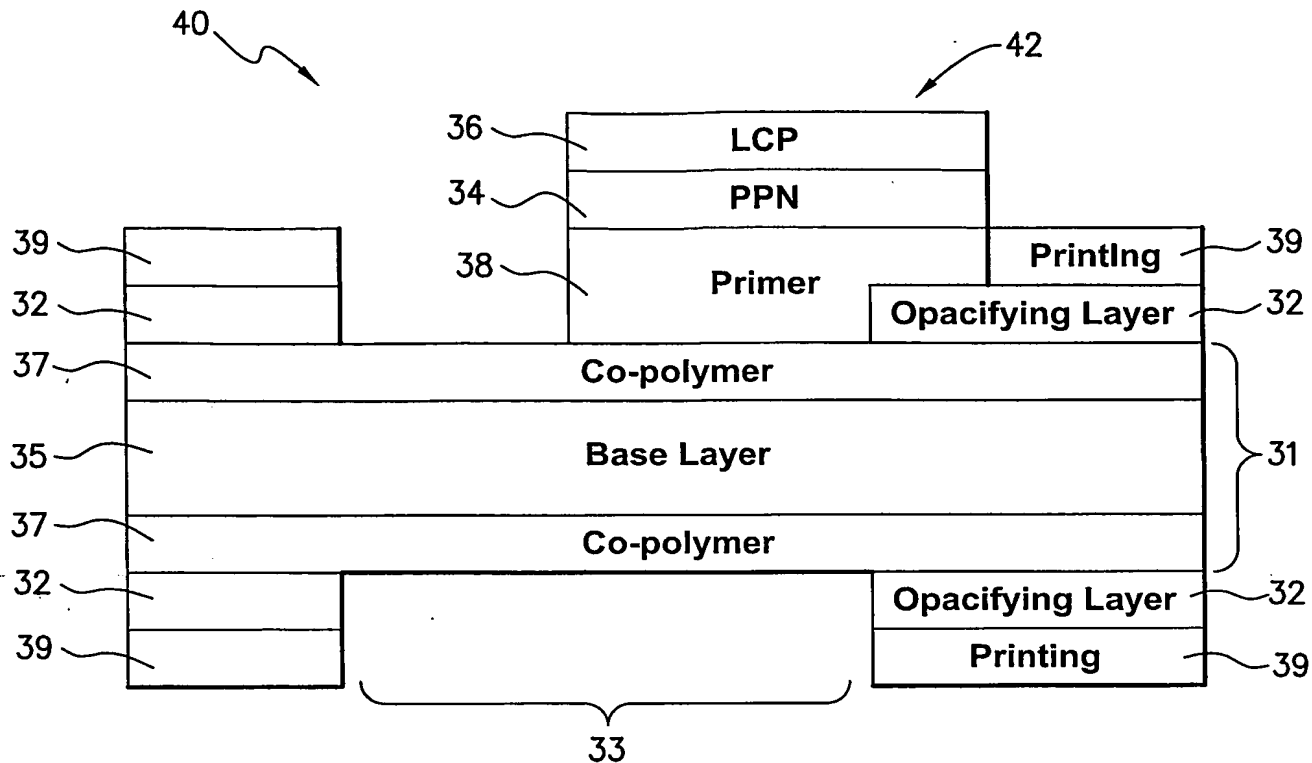 40
42
36 LCP
34 PPN
39 PrintIng 39
38 Primer
32 Opacifying Layer 32
37 Co-polymer
35 Base Layer 31
37 Co-polymer
32 Opacifying Layer 32
39 Printing 39
33